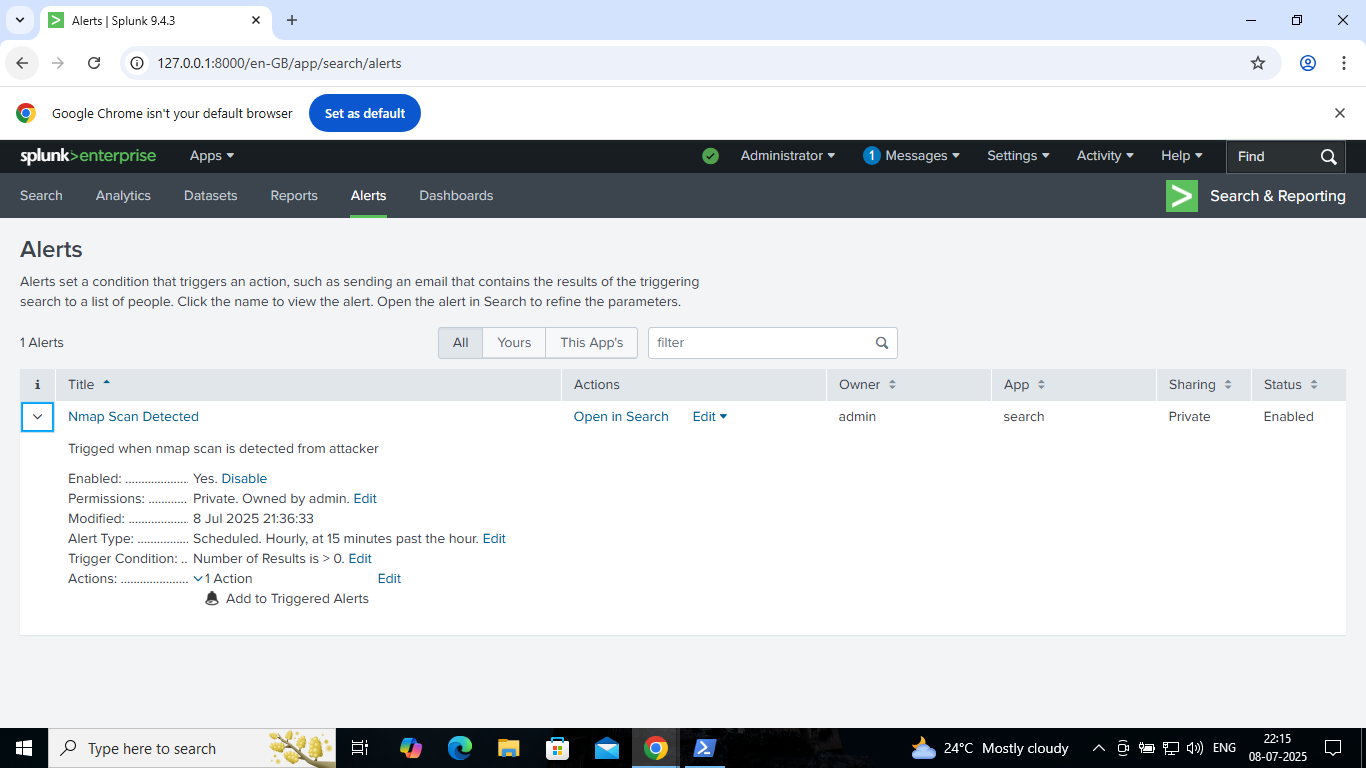 Alerts | Splunk 9.4.3
127.0.0.1:8000/en-GB/app/search/alerts
Google Chrome isn't your default browser Set as default
splunk>enterprise Apps Administrator 1 Messages Settings Activity Help Find
Search Analytics Datasets Reports Alerts Dashboards Search & Reporting
Alerts
Alerts set a condition that triggers an action, such as sending an email that contains the results of the triggering
search to a list of people. Click the name to view the alert. Open the alert in Search to refine the parameters.
1 Alerts All Yours This App's filter
i Title Actions Owner App Sharing Status
Nmap Scan Detected Open in Search Edit admin search Private Enabled
Trigged when nmap scan is detected from attacker
Enabled: .................... Yes. Disable
Permissions: ............ Private. Owned by admin. Edit
Modified: ................... 8 Jul 2025 21:36:33
Alert Type: ................ Scheduled. Hourly, at 15 minutes past the hour. Edit
Trigger Condition: .. Number of Results is > 0. Edit
Actions: ..................... 1 Action Edit
Add to Triggered Alerts
Type here to search 24°C Mostly cloudy ENG 22:15
08-07-2025